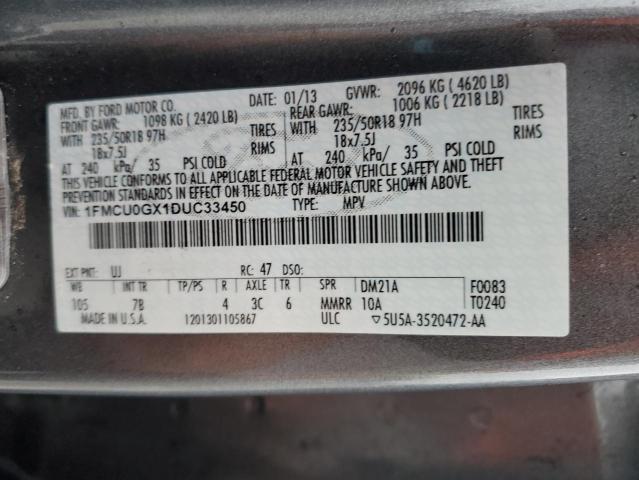 MFD. BY FORD MOTOR CO. DATE: 01/13 GVWR: 2096 KG ( 4620 LB)
FRONT GAWR: 1098 KG ( 2420 LB) REAR GAWR: 1006 KG ( 2218 LB)
WITH 235/50R18 97H TIRES WITH 235/50R18 97H TIRES
18x7.5J RIMS 18x7.5J RIMS
AT 240 kPa/ 35 PSI COLD AT 240 kPa/ 35 PSI COLD
THIS VEHICLE CONFORMS TO ALL APPLICABLE FEDERAL MOTOR VEHICLE SAFETY AND THEFT
PREVENTION STANDARDS IN EFFECT ON THE DATE OF MANUFACTURE SHOWN ABOVE.
VIN: 1FMCU0GX1DUC33450 TYPE: MPV
EXT PNT: UJ RC: 47 DSO:
WB INT TR TP/PS R AXLE TR SPR DM21A F0083
105 7B 4 3C 6 MMRR 10A T0240
MADE IN U.S.A. 1201301105867 ULC ▽5U5A-3520472-AA